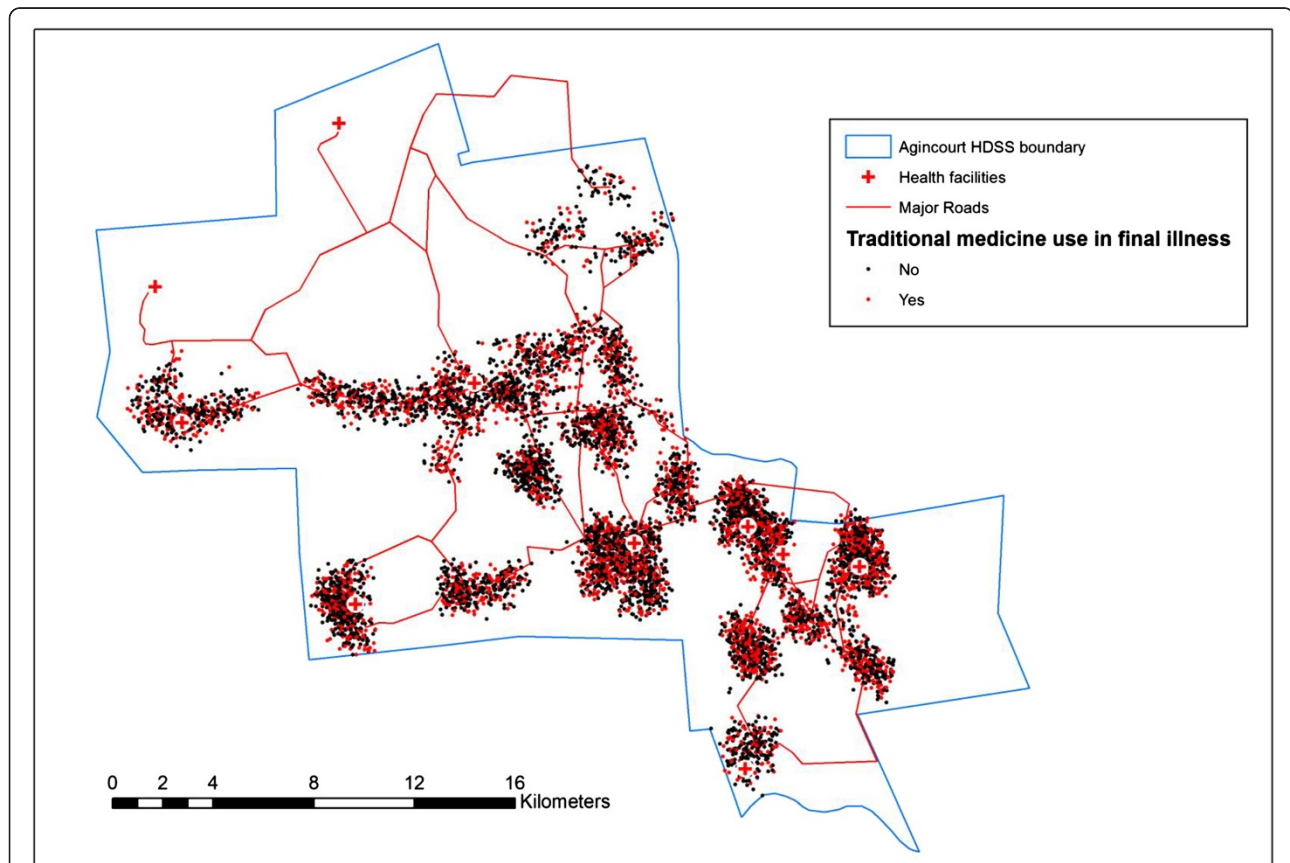 Agincourt HDSS boundary
Health facilities
Major Roads
Traditional medicine use in final illness
No
Yes
0 2 4 8 12 16
Kilometers